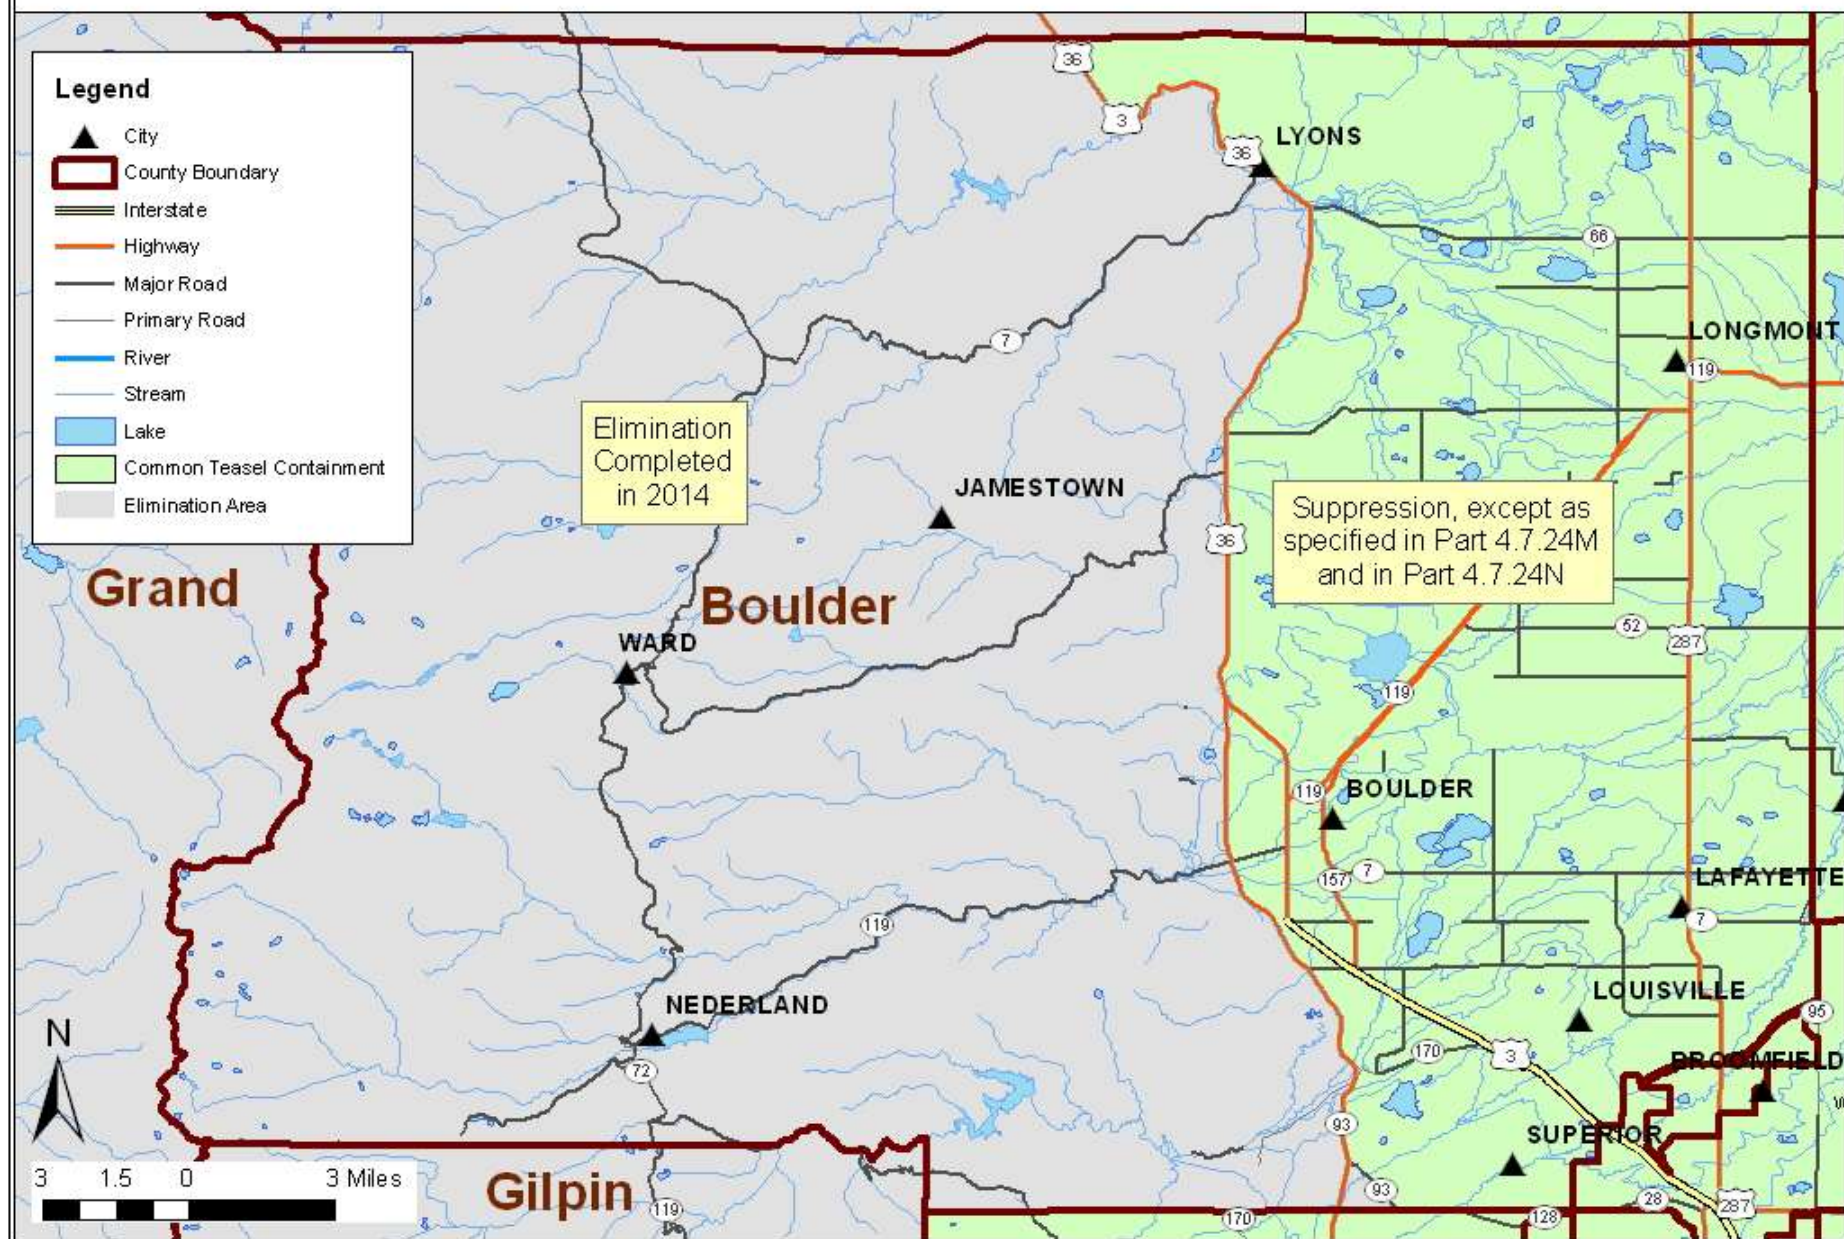 Legend
City
County Boundary
Interstate
Highway
Major Road
Primary Road
River
Stream
Lake
Common Teasel Containment
Elimination Area
36
3
36
LYONS
66
7
LONGMONT
119
Elimination
Completed
in 2014
JAMESTOWN
36
Suppression, except as
specified in Part 4.7.24M
and in Part 4.7.24N
Grand
Boulder
WARD
52
287
119
119
BOULDER
157
7
LAFAYETTE
7
119
NEDERLAND
LOUISVILLE
95
72
170
3
BROOMFIELD
93
SUPERIOR
N
3 1.5 0 3 Miles
Gilpin
119
93
170
128
28
287